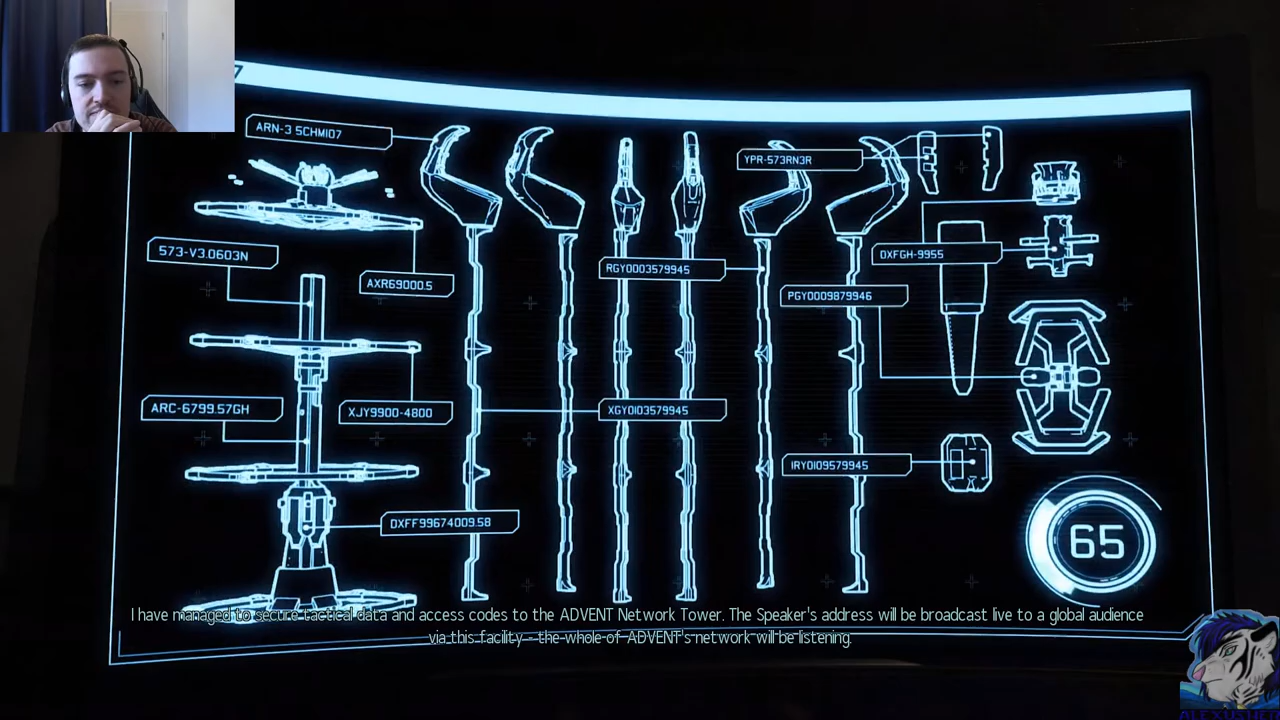 7
ARN-3 SCHMI07
YPR-573RN3R
573-V3.0603N
AXR69000.5
RGY0003579945
DXFGH-9955
PGY0009879946
ARC-6799.57GH
XJY9900-4800
XGY0I03579945
IRY0I09579945
DXFF99674009.58
65
I have managed to secure tactical data and access codes to the ADVENT Network Tower. The Speaker's address will be broadcast live to a global audience
via this facility - the whole of ADVENT's network will be listening.